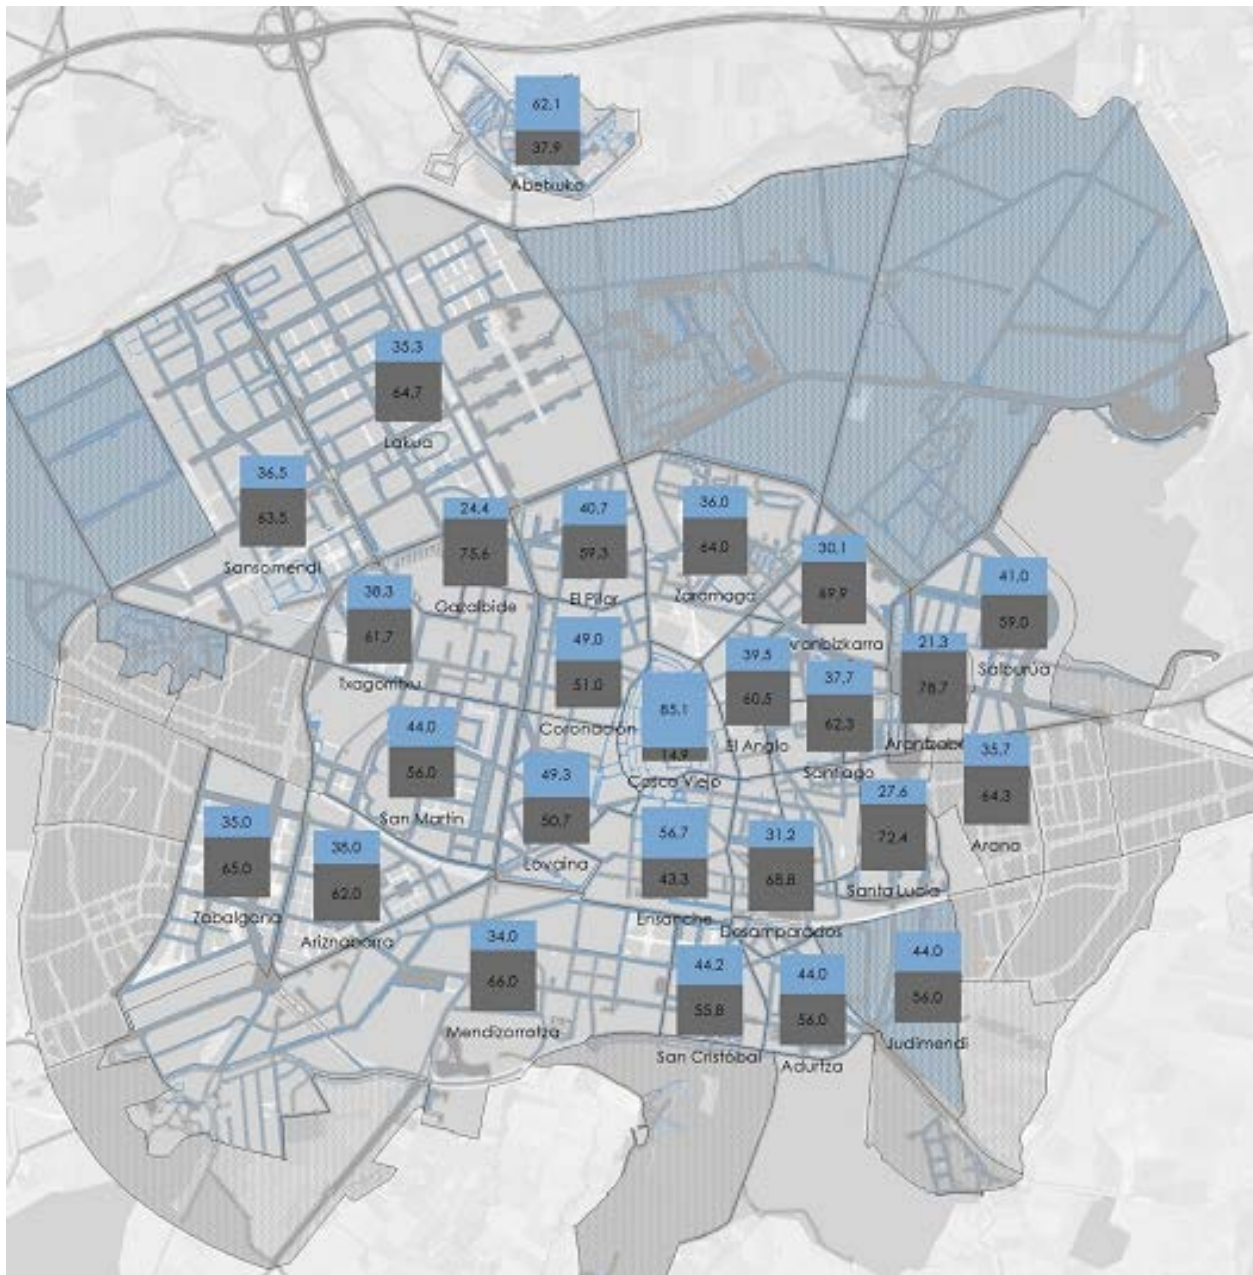 62.1
37.9
Abetxuko
35.3
64.7
Lakua
36.5
63.5
Sansomendi
24.4
75.6
Gazalbide
40.7
59.3
El Pilar
36.0
64.0
Zaramaga
30.1
69.9
Aranbizkarra
41.0
59.0
Salburúa
38.3
61.7
Txagorritxu
49.0
51.0
Coronación
85.1
14.9
Casco Viejo
39.5
60.5
El Anglo
37.7
62.3
Santiago
21.3
78.7
44.0
56.0
San Martín
49.3
50.7
Lovaina
35.7
64.3
Arana
35.0
65.0
Zabalgana
38.0
62.0
Ariznabarra
56.7
43.3
Ensanche
31.2
68.8
Desamparados
27.6
72.4
Santa Lucía
34.0
66.0
Mendizorrotza
44.2
55.8
San Cristóbal
44.0
56.0
Adurtza
44.0
56.0
Judimendi